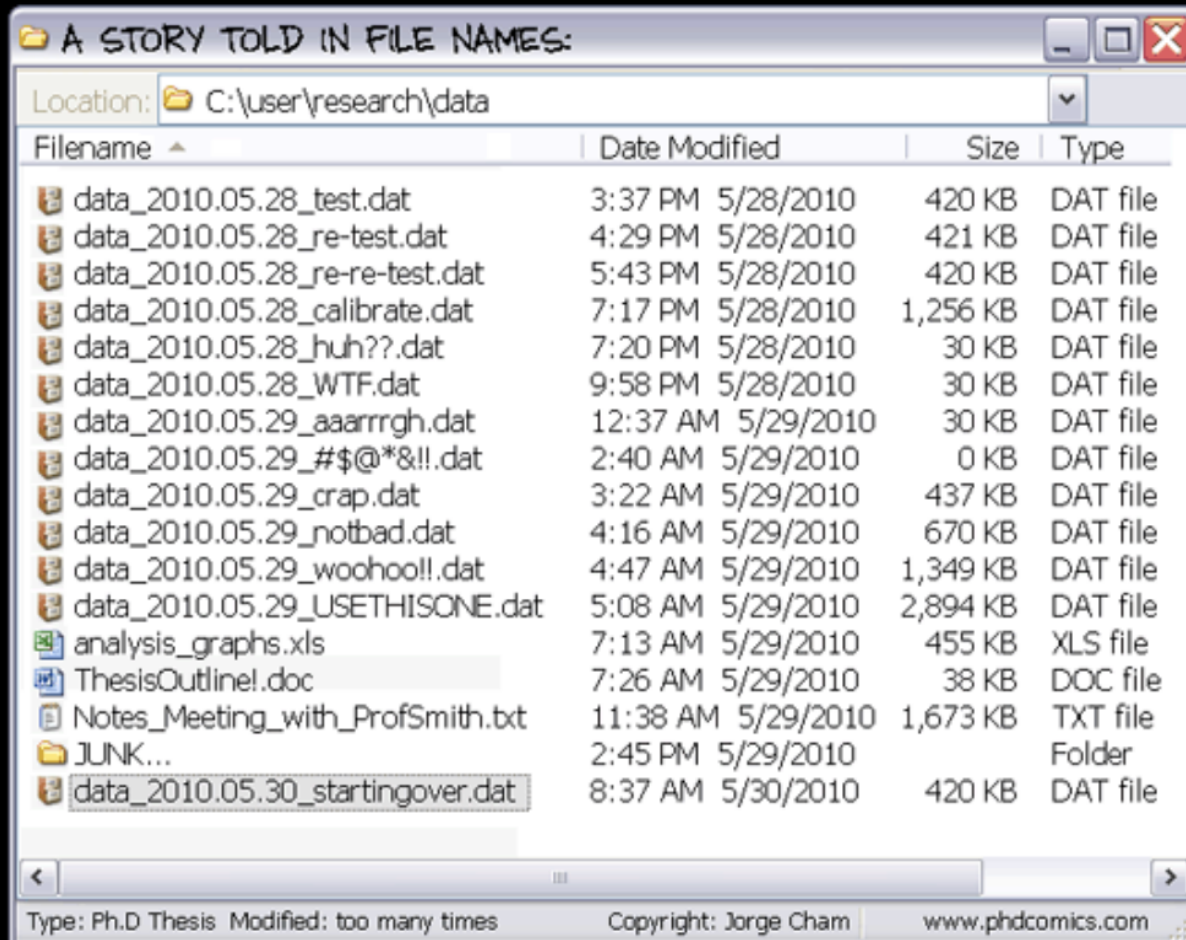 A STORY TOLD IN FILE NAMES:
Location: C:\user\research\data
Filename Date Modified Size Type
data_2010.05.28_test.dat 3:37 PM 5/28/2010 420 KB DAT file
data_2010.05.28_re-test.dat 4:29 PM 5/28/2010 421 KB DAT file
data_2010.05.28_re-re-test.dat 5:43 PM 5/28/2010 420 KB DAT file
data_2010.05.28_calibrate.dat 7:17 PM 5/28/2010 1,256 KB DAT file
data_2010.05.28_huh??.dat 7:20 PM 5/28/2010 30 KB DAT file
data_2010.05.28_WTF.dat 9:58 PM 5/28/2010 30 KB DAT file
data_2010.05.29_aaarrrgh.dat 12:37 AM 5/29/2010 30 KB DAT file
data_2010.05.29_#$@*&!!.dat 2:40 AM 5/29/2010 0 KB DAT file
data_2010.05.29_crap.dat 3:22 AM 5/29/2010 437 KB DAT file
data_2010.05.29_notbad.dat 4:16 AM 5/29/2010 670 KB DAT file
data_2010.05.29_woohoo!!.dat 4:47 AM 5/29/2010 1,349 KB DAT file
data_2010.05.29_USETHISONE.dat 5:08 AM 5/29/2010 2,894 KB DAT file
analysis_graphs.xls 7:13 AM 5/29/2010 455 KB XLS file
ThesisOutline!.doc 7:26 AM 5/29/2010 38 KB DOC file
Notes_Meeting_with_ProfSmith.txt 11:38 AM 5/29/2010 1,673 KB TXT file
JUNK... 2:45 PM 5/29/2010 Folder
data_2010.05.30_startingover.dat 8:37 AM 5/30/2010 420 KB DAT file
Type: Ph.D Thesis Modified: too many times Copyright: Jorge Cham www.phdcomics.com